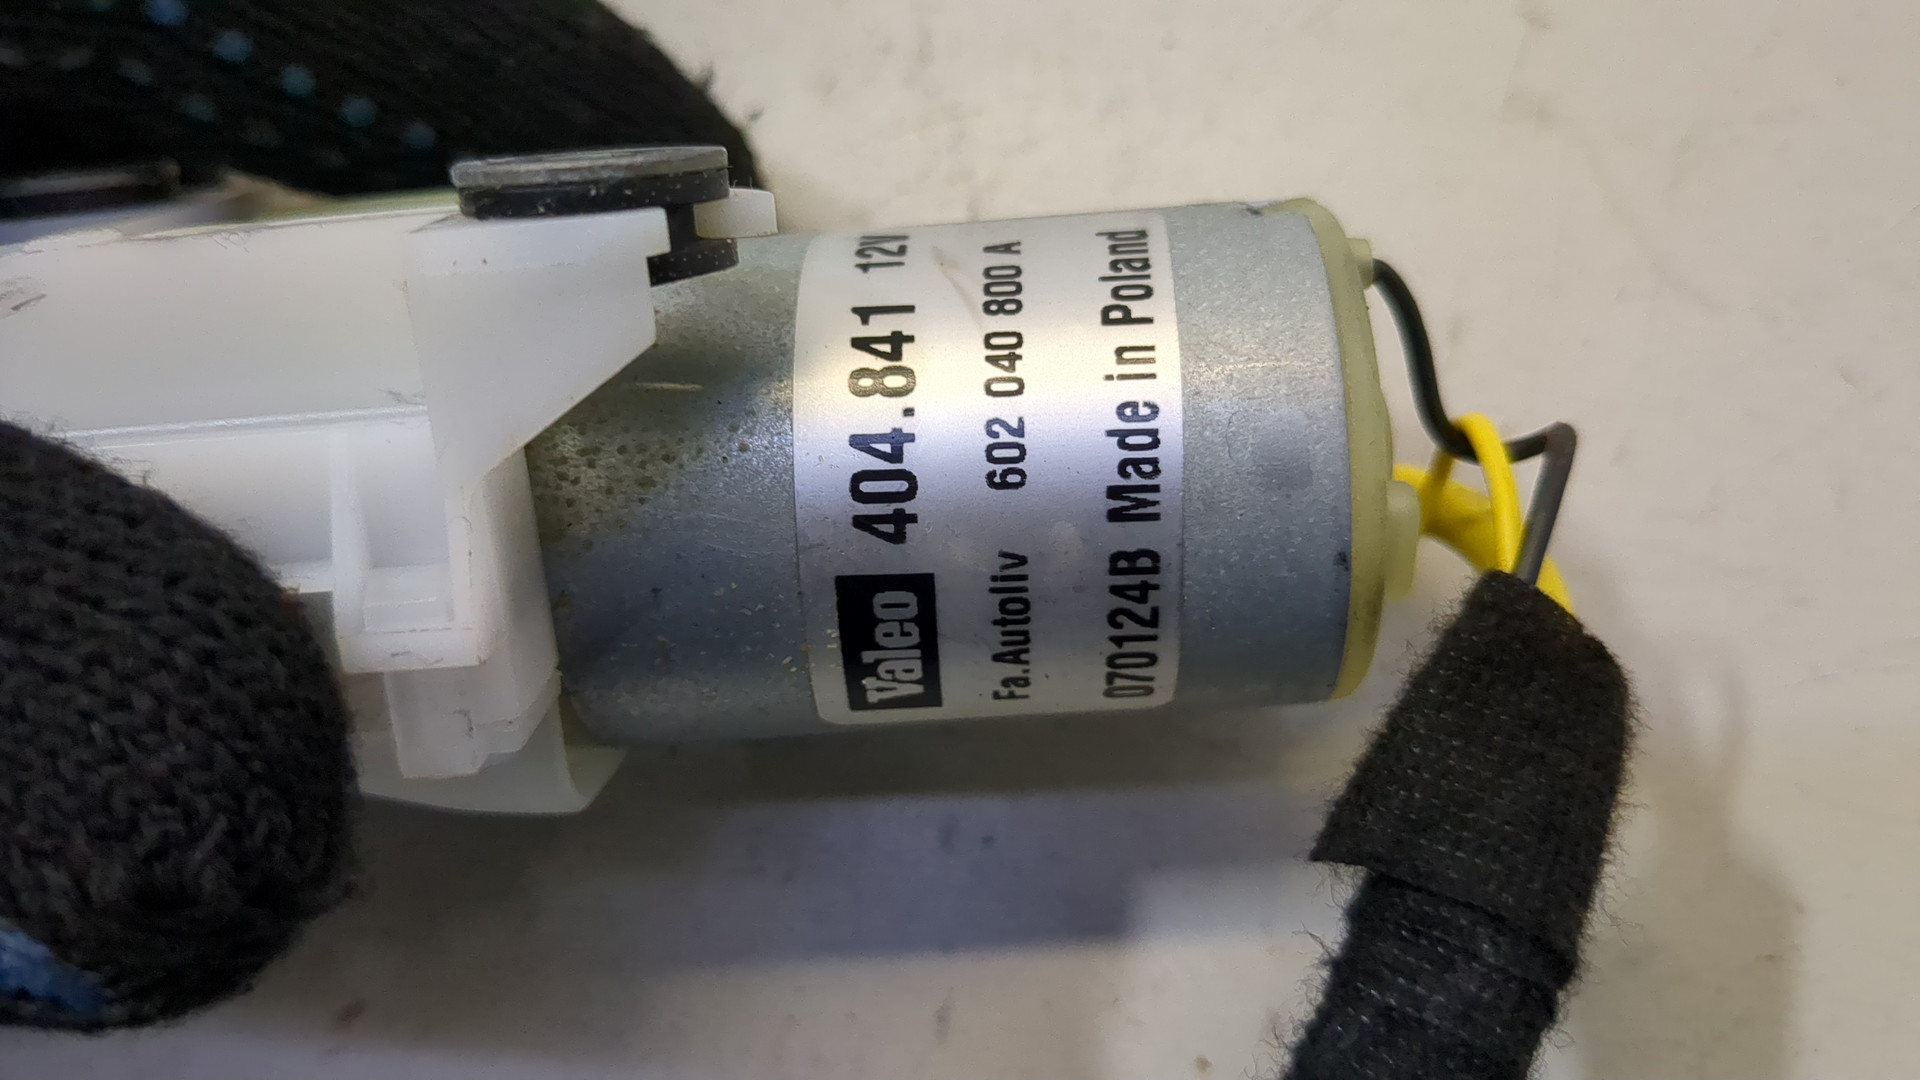 Valeo 404.841 12V
Fa.Autoliv 602 040 800 A
070124B Made in Poland